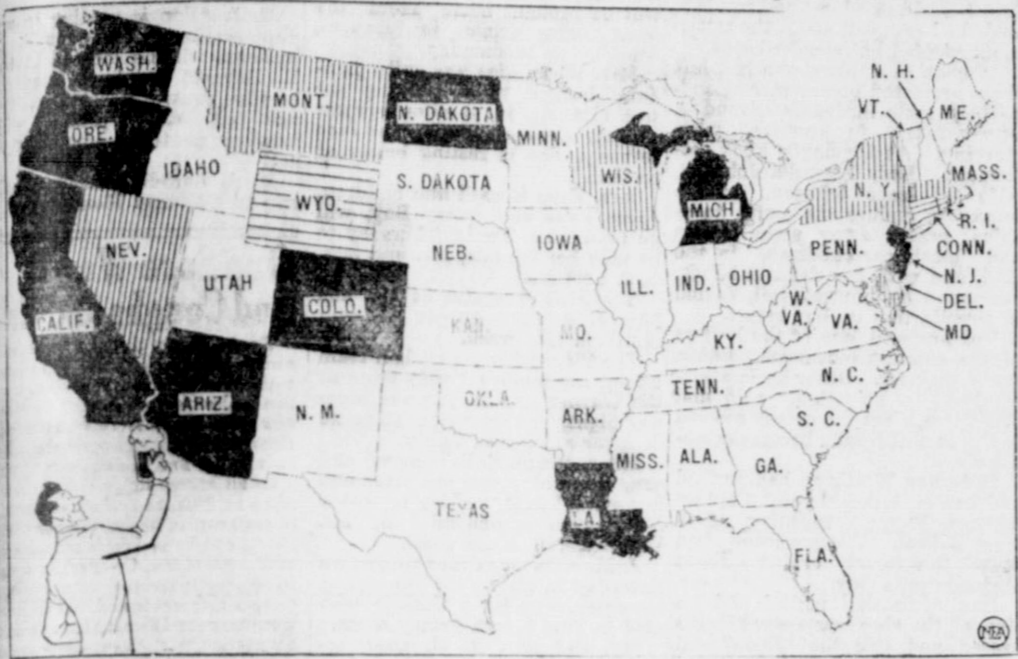 WASH.
ORE.
MONT.
IDAHO
N. DAKOTA
S. DAKOTA
MINN.
WYO.
NEV.
UTAH
COLO.
CALIF.
ARIZ.
N. M.
NEB.
KAN.
OKLA.
TEXAS
IOWA
MO.
ARK.
LA.
WIS.
MICH.
ILL.
IND.
OHIO
KY.
TENN.
MISS.
ALA.
GA.
FLA.
S. C.
N. C.
VA.
W.
VA.
PENN.
N. Y.
VT.
N. H.
ME.
MASS.
R. I.
CONN.
N. J.
DEL.
MD
NEA